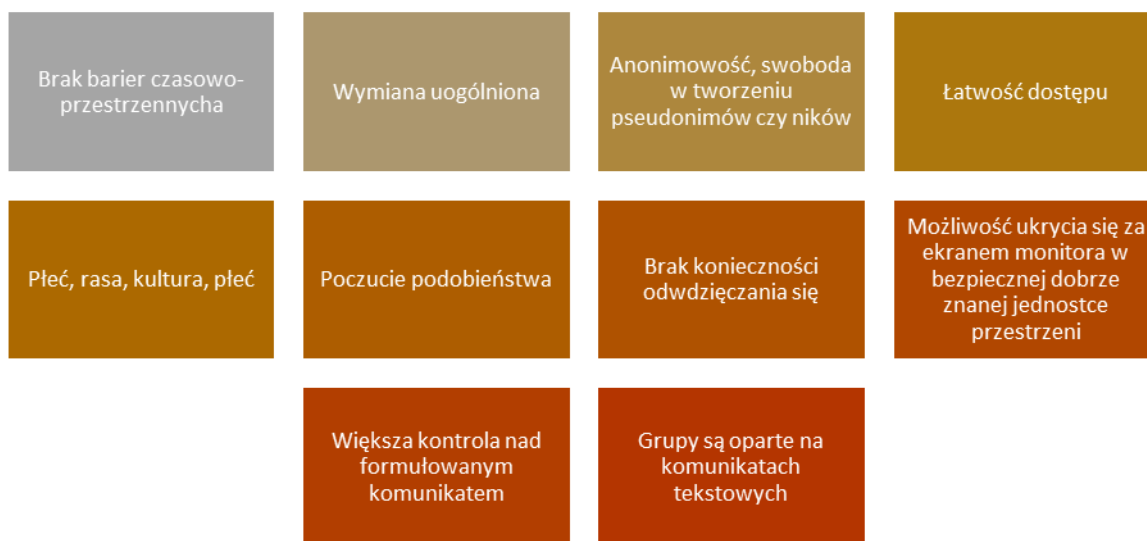 Brak barier czasowo-
przestrzennycha
Wymiana uogólniona
Anonimowość, swoboda
w tworzeniu
pseudonimów czy ników
Łatwość dostępu
Płeć, rasa, kultura, płeć
Poczucie podobieństwa
Brak konieczności
odwdzięczania się
Możliwość ukrycia się za
ekranem monitora w
bezpiecznej dobrze
znanej jednostce
przestrzeni
Większa kontrola nad
formułowanym
komunikatem
Grupy są oparte na
komunikatach
tekstowych